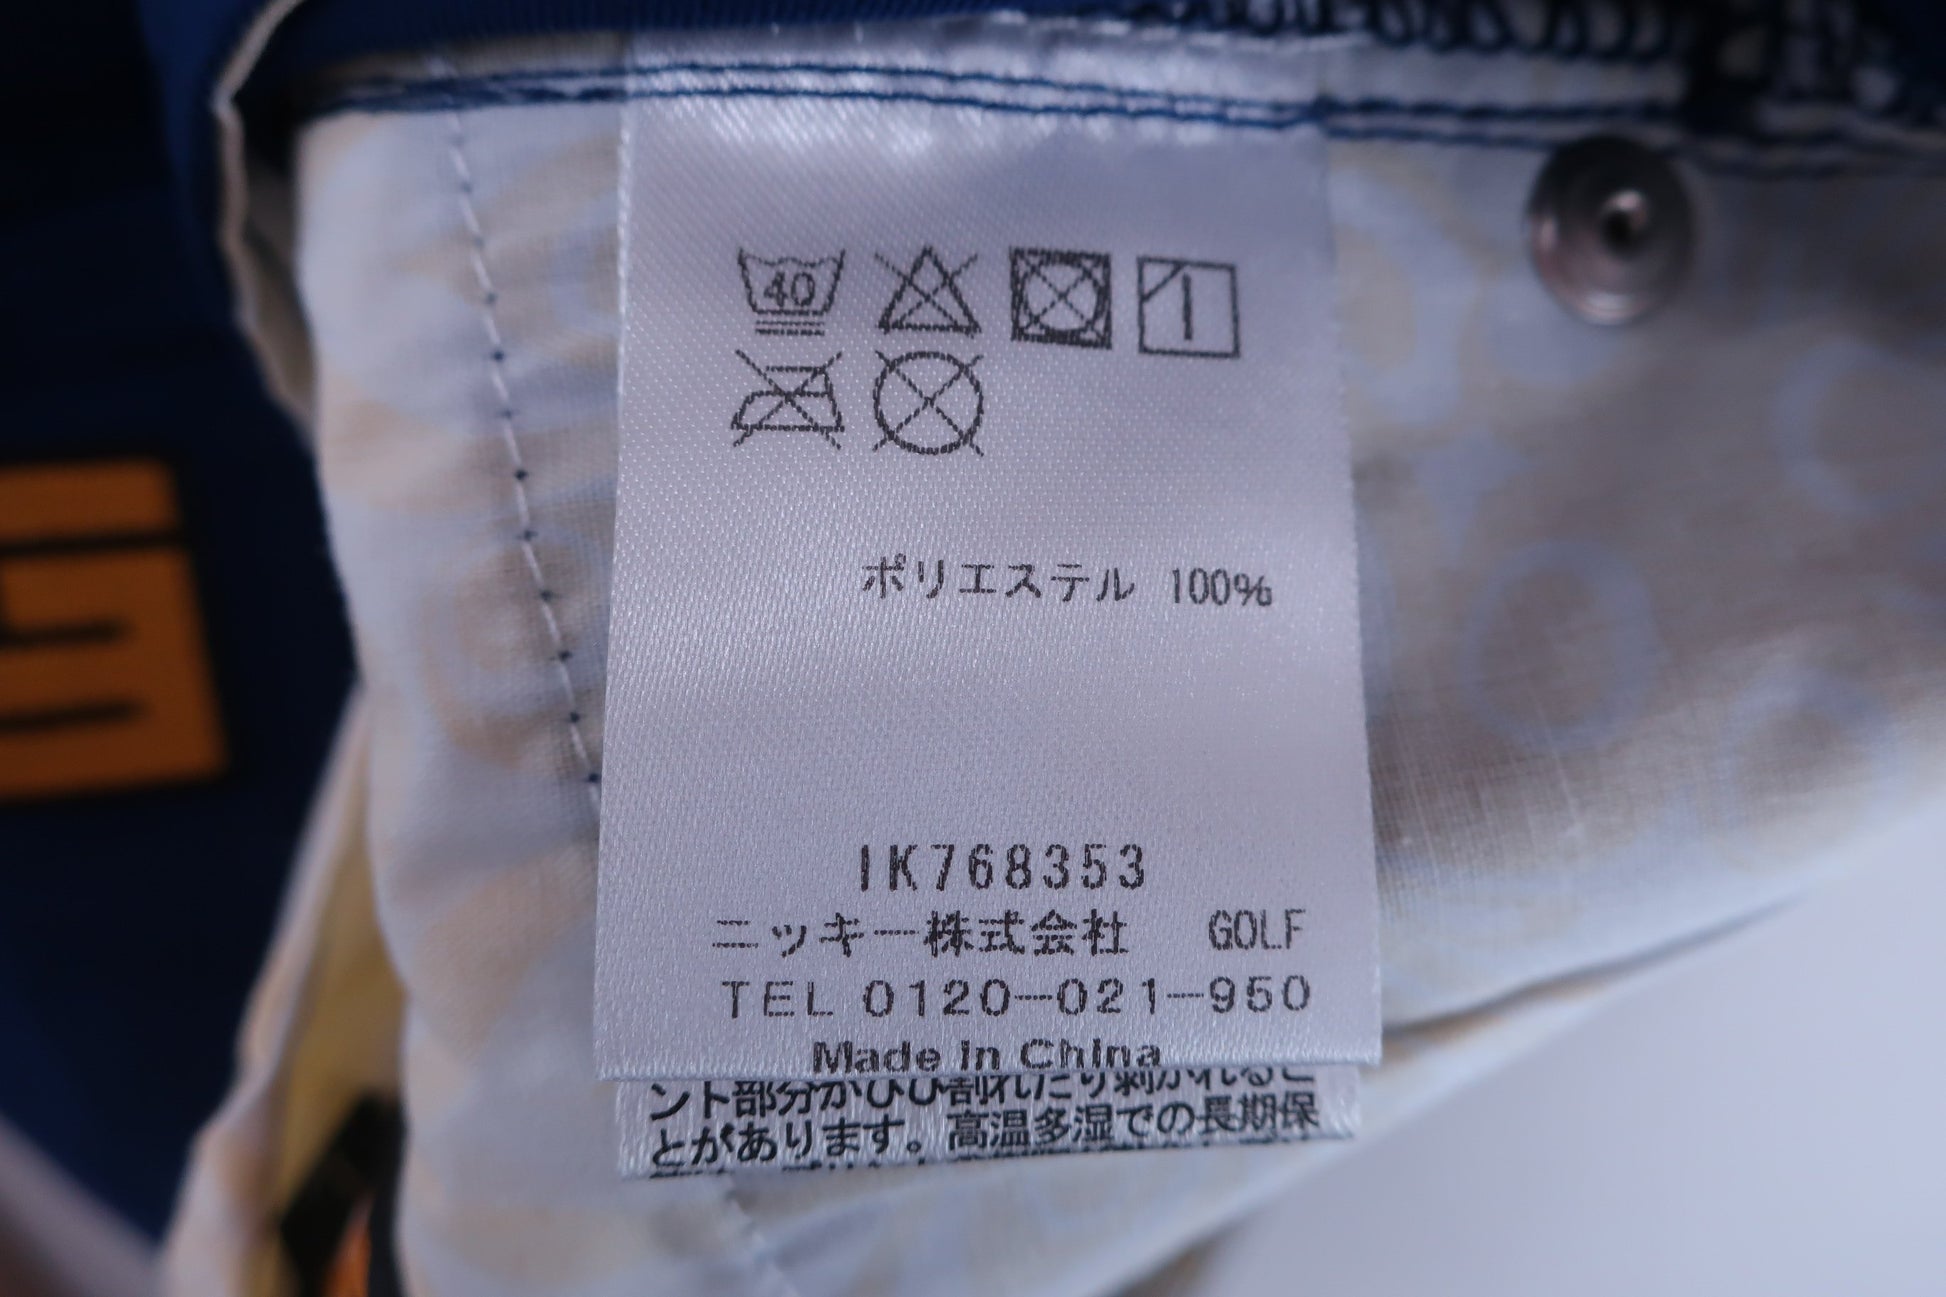 40
ポリエステル 100%
IK768353
ニッキー株式会社 GOLF
TEL 0120-021-950
Made in China
ント部分がひび割れたり剥がれるこ
とがあります。高温多湿での長期保